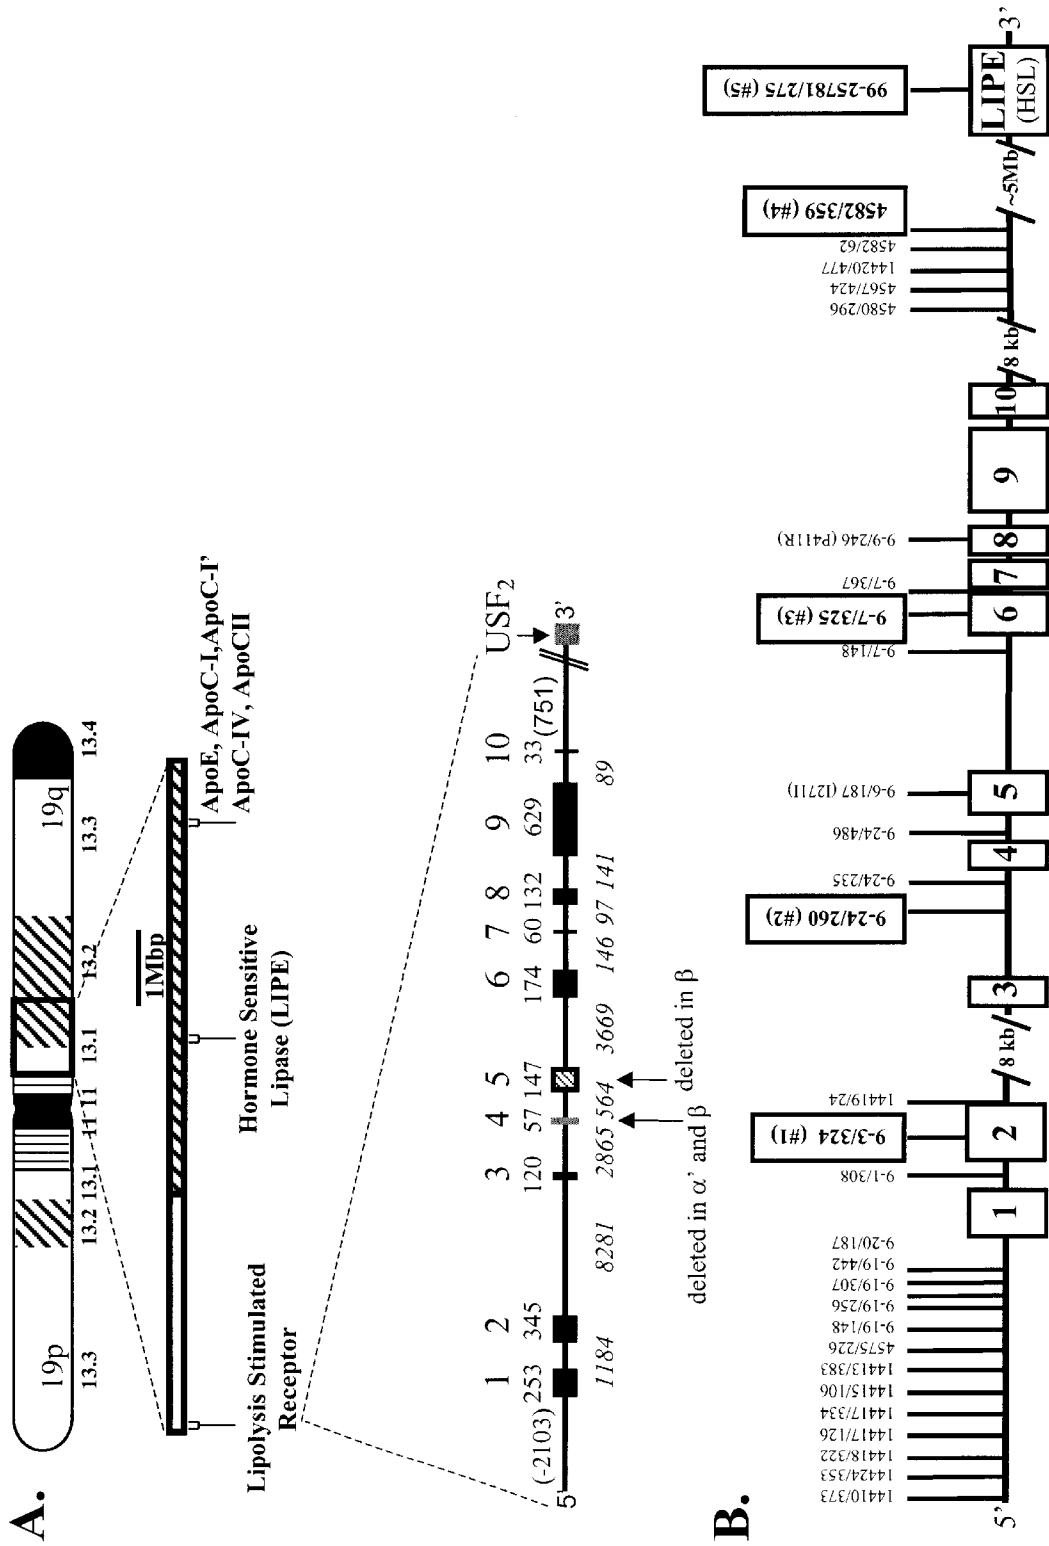 A.
19p
19q
13.3
13.2
13.1
11
11
13.1
13.2
13.3
13.4
1Mbp
Lipolysis Stimulated
Receptor
Hormone Sensitive
Lipase (LIPE)
ApoE, ApoC-I,ApoC-I'
ApoC-IV, ApoCII
USF2
1 2 3 4 5 6 7 8 9 10
(-2103) 253 345 120 57 147 174 60 132 629 33 (751)
5' 3'
1184 8281 2865 564 3669 146 97 141 89
deleted in α' and β
deleted in β
B.
14410/373
14424/353
14418/322
14417/126
14417/334
14415/106
14413/383
4575/226
9-19/148
9-19/256
9-19/307
9-19/442
9-20/187
9-1/308
9-3/324 (#1)
14419/24
9-24/260 (#2)
9-24/235
9-24/486
9-6/187 (I271I)
9-7/148
9-7/325 (#3)
9-7/367
9-9/246 (P411R)
4580/296
4567/424
14420/477
4582/62
4582/359 (#4)
99-25781/275 (#5)
5' 1 2 8 kb 3 4 5 6 7 8 9 10 8 kb ~5Mb LIPE 3'
(HSL)